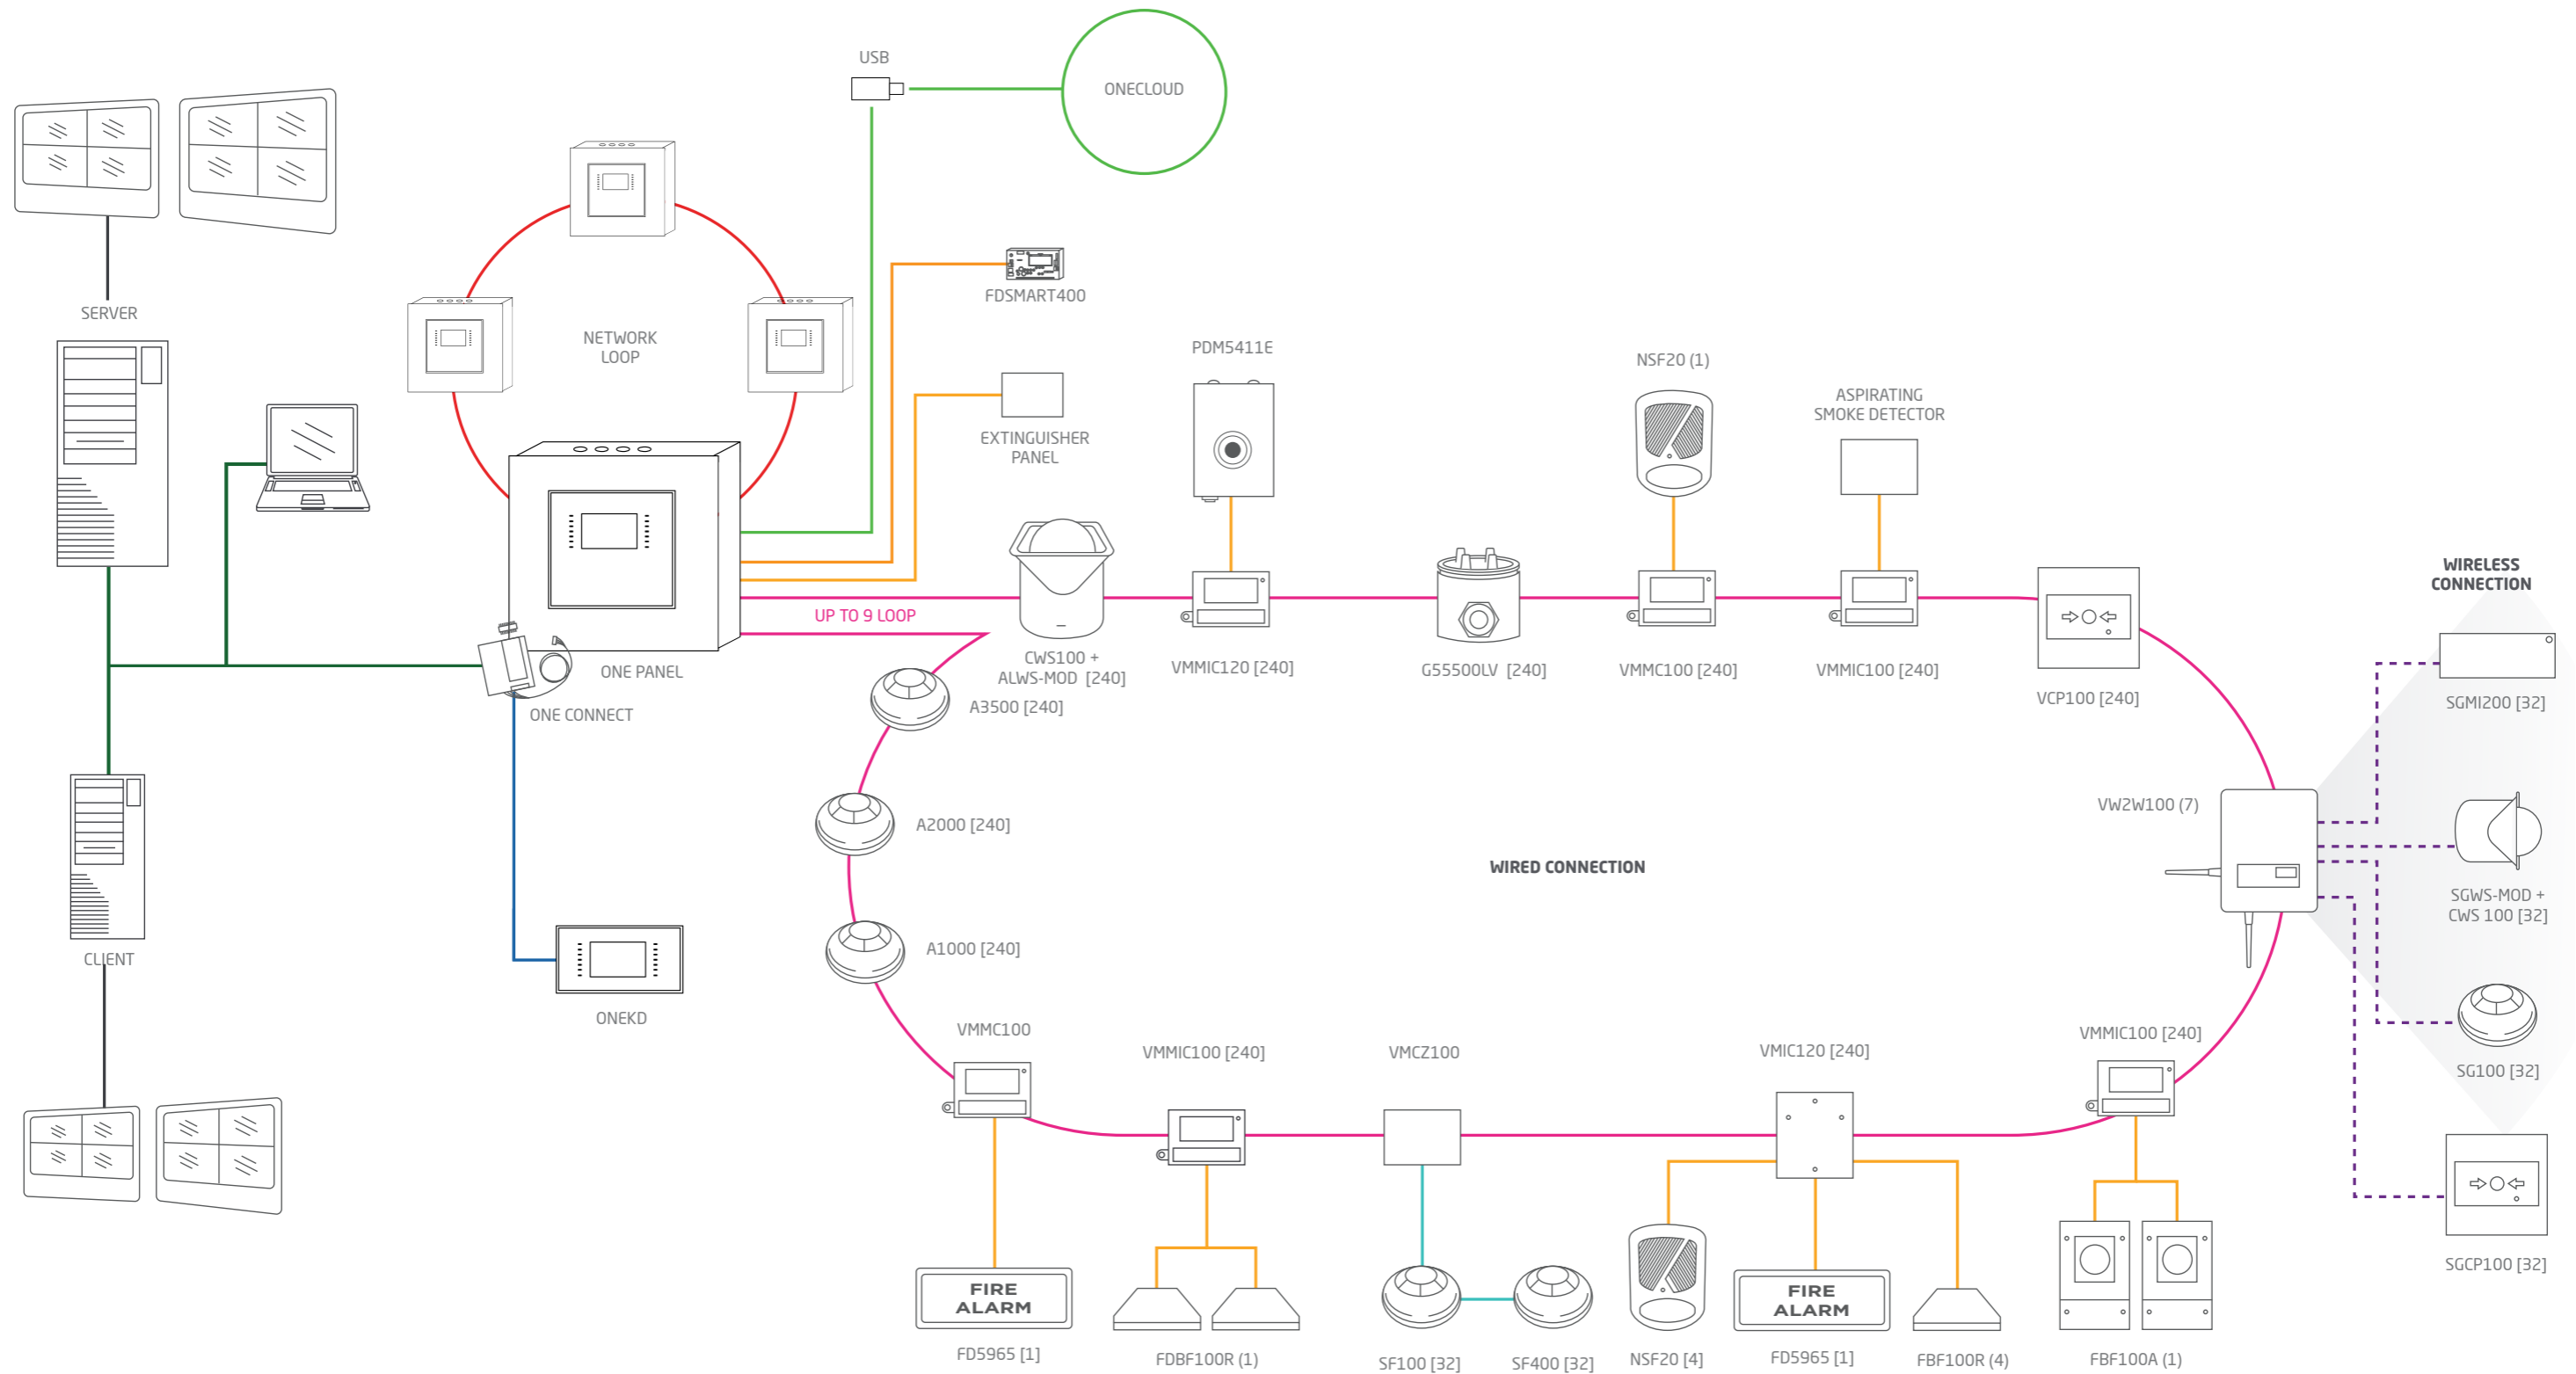 USB
ONECLOUD
SERVER
NETWORK
LOOP
FDSMART400
EXTINGUISHER
PANEL
PDM5411E
NSF20 (1)
ASPIRATING
SMOKE DETECTOR
WIRELESS
CONNECTION
UP TO 9 LOOP
ONE PANEL
ONE CONNECT
CWS100 +
ALWS-MOD [240]
VMMIC120 [240]
G55500LV [240]
VMMC100 [240]
VMMIC100 [240]
VCP100 [240]
SGMI200 [32]
A3500 [240]
A2000 [240]
VW2W100 (7)
WIRED CONNECTION
SGWS-MOD +
CWS 100 [32]
A1000 [240]
CLIENT
ONEKD
VMMC100
VMMIC100 [240]
VMCZ100
VMIC120 [240]
VMMIC100 [240]
SG100 [32]
SGCP100 [32]
FIRE
ALARM
FIRE
ALARM
FD5965 [1]
FDBF100R (1)
SF100 [32]
SF400 [32]
NSF20 [4]
FD5965 [1]
FBF100R (4)
FBF100A (1)